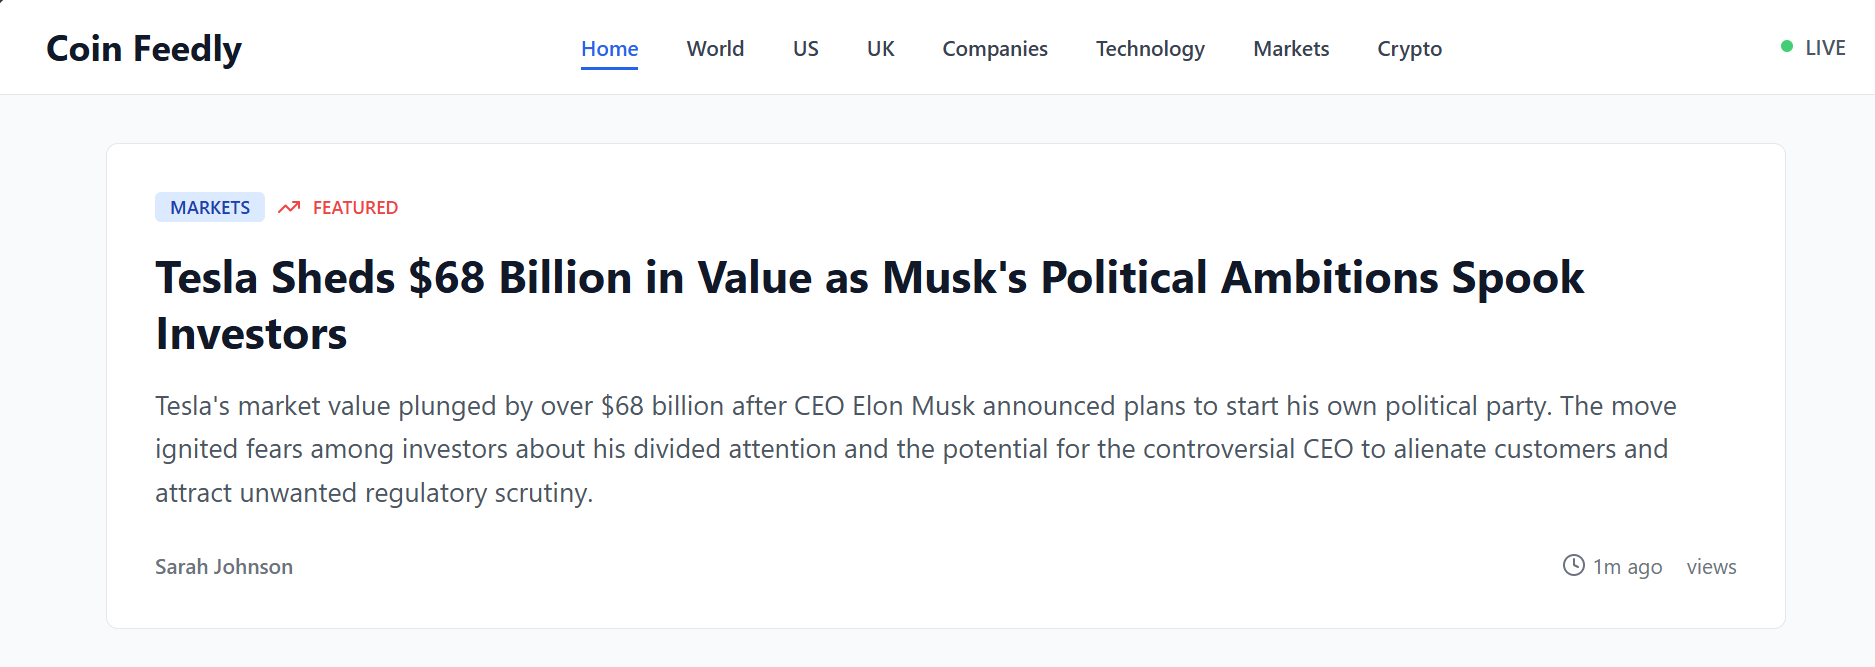 Coin Feedly
Home World US UK Companies Technology Markets Crypto
LIVE
MARKETS FEATURED
Tesla Sheds $68 Billion in Value as Musk's Political Ambitions Spook
Investors
Tesla's market value plunged by over $68 billion after CEO Elon Musk announced plans to start his own political party. The move
ignited fears among investors about his divided attention and the potential for the controversial CEO to alienate customers and
attract unwanted regulatory scrutiny.
Sarah Johnson
1m ago views